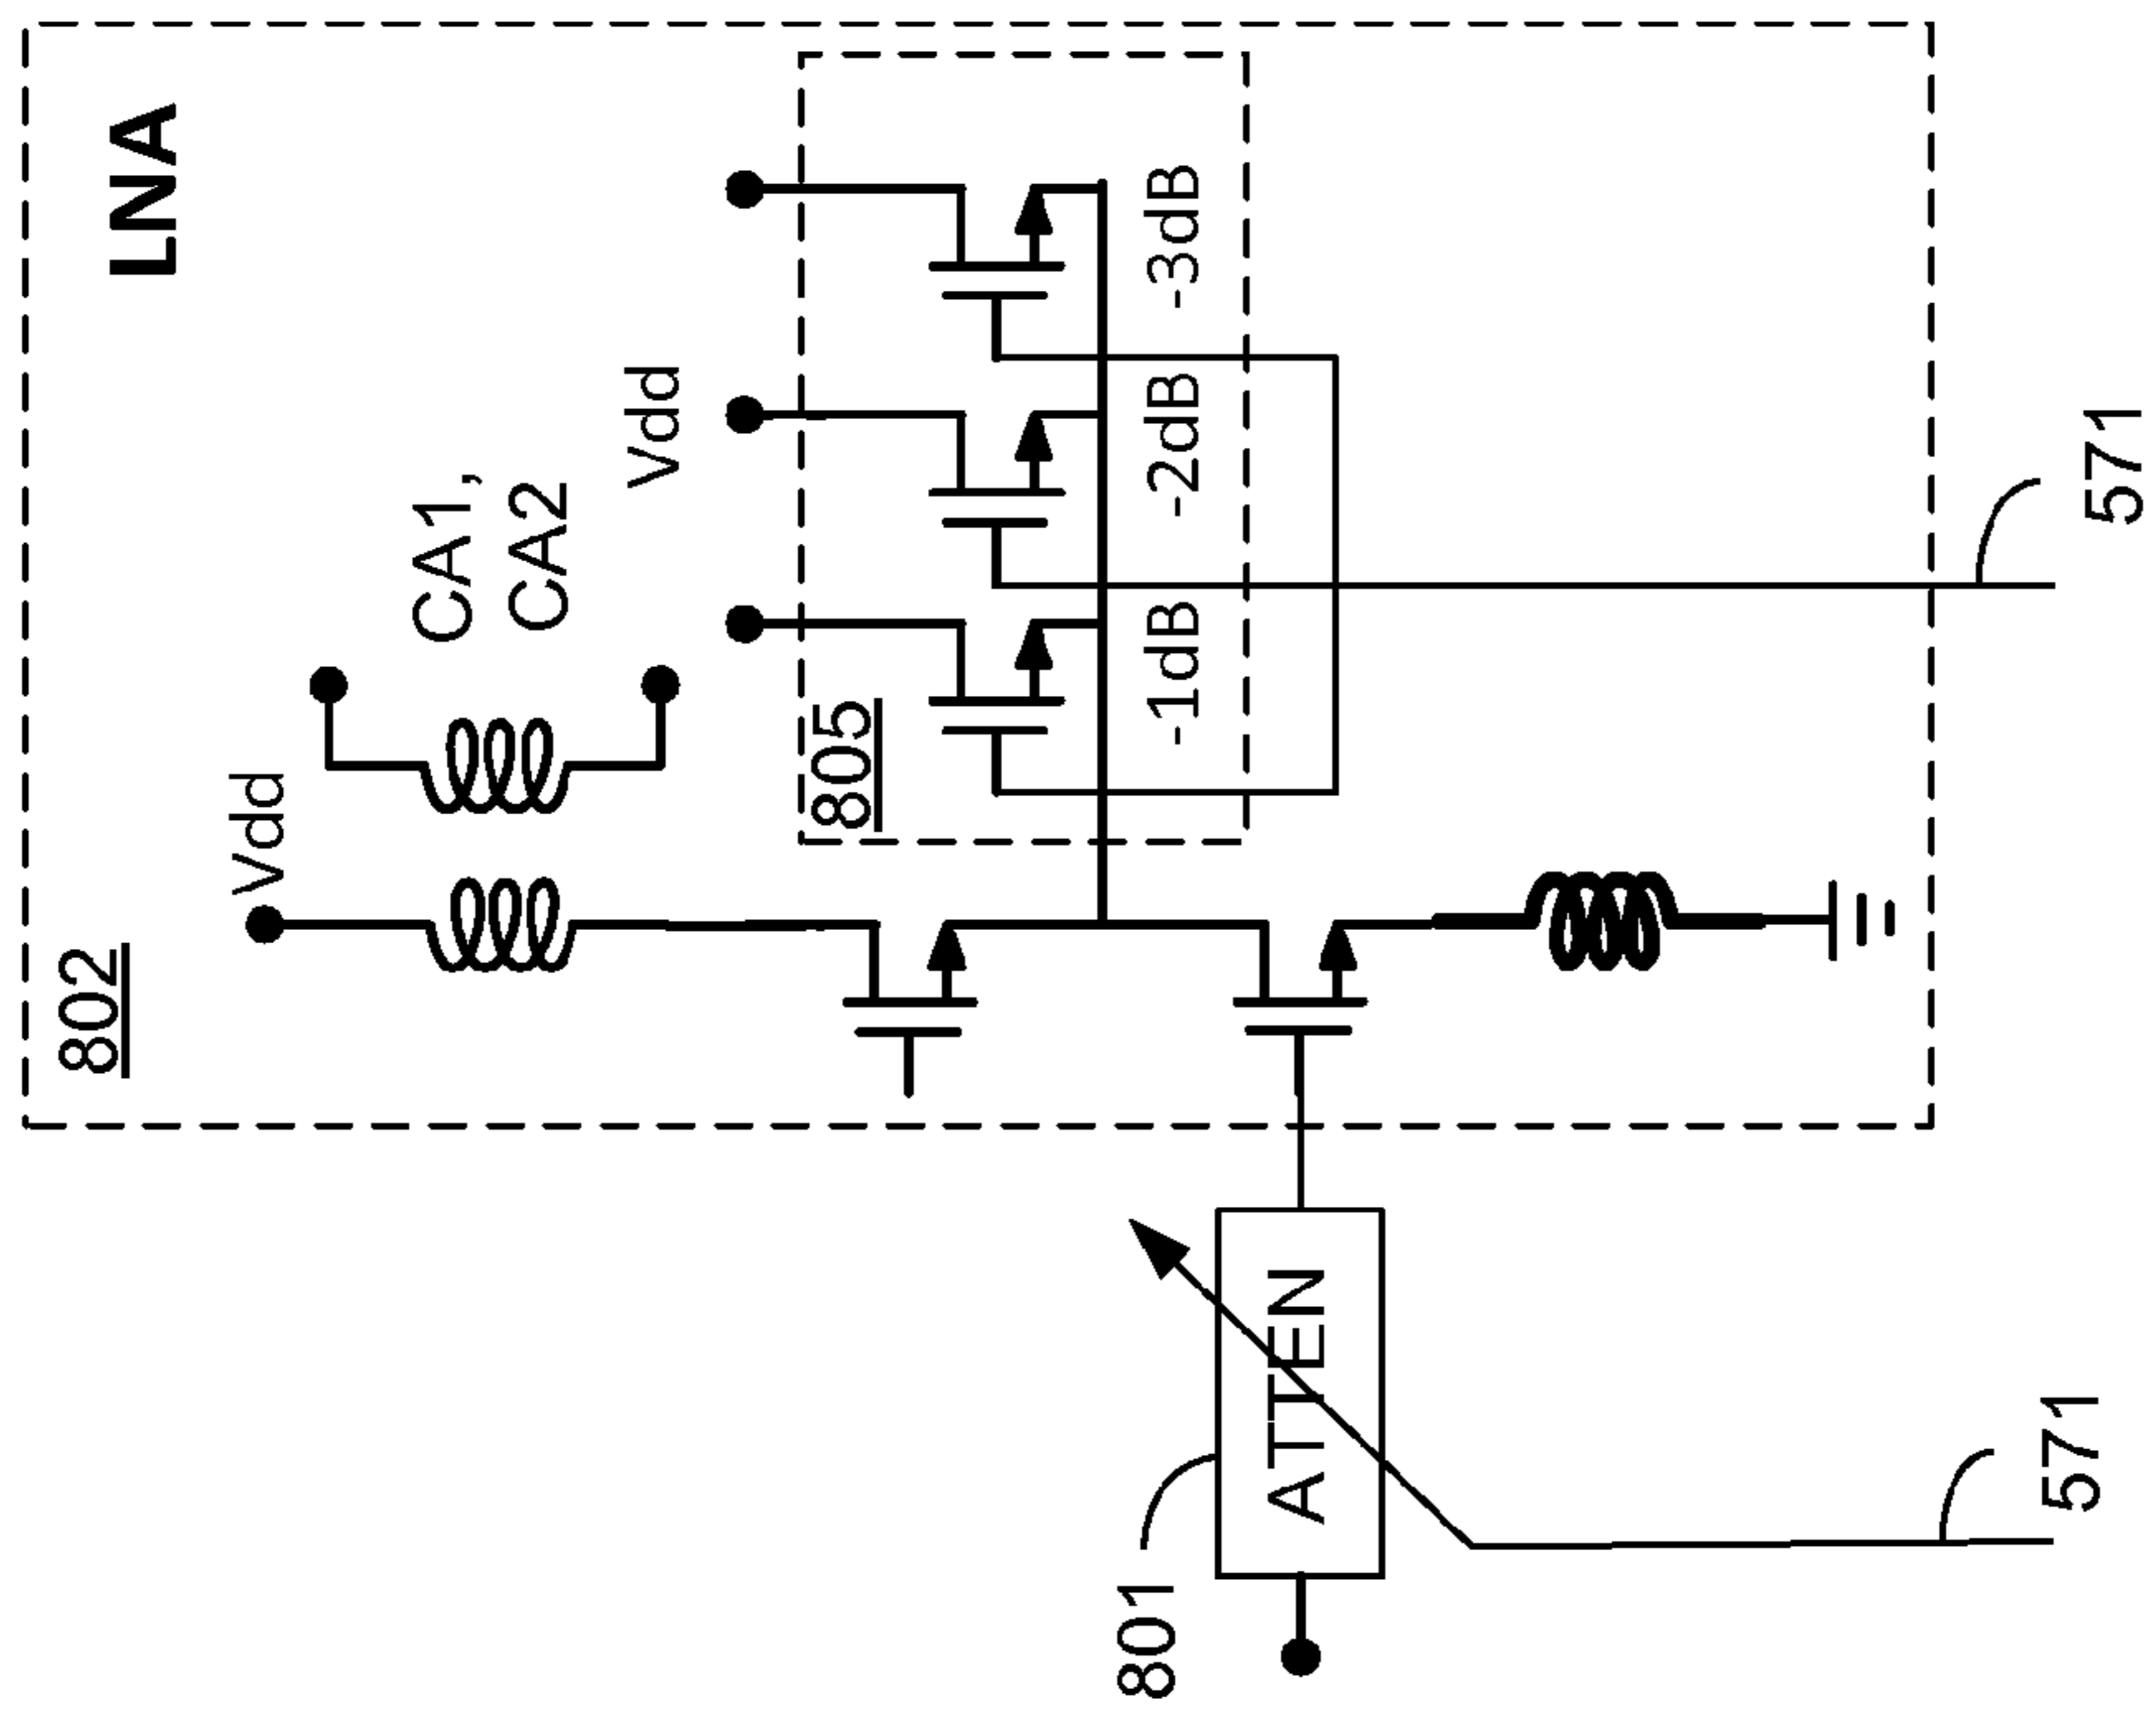 802
LNA
Vdd
CA1,
CA2
Vdd
805
-1dB
-2dB
-3dB
801
ATTEN
571
571